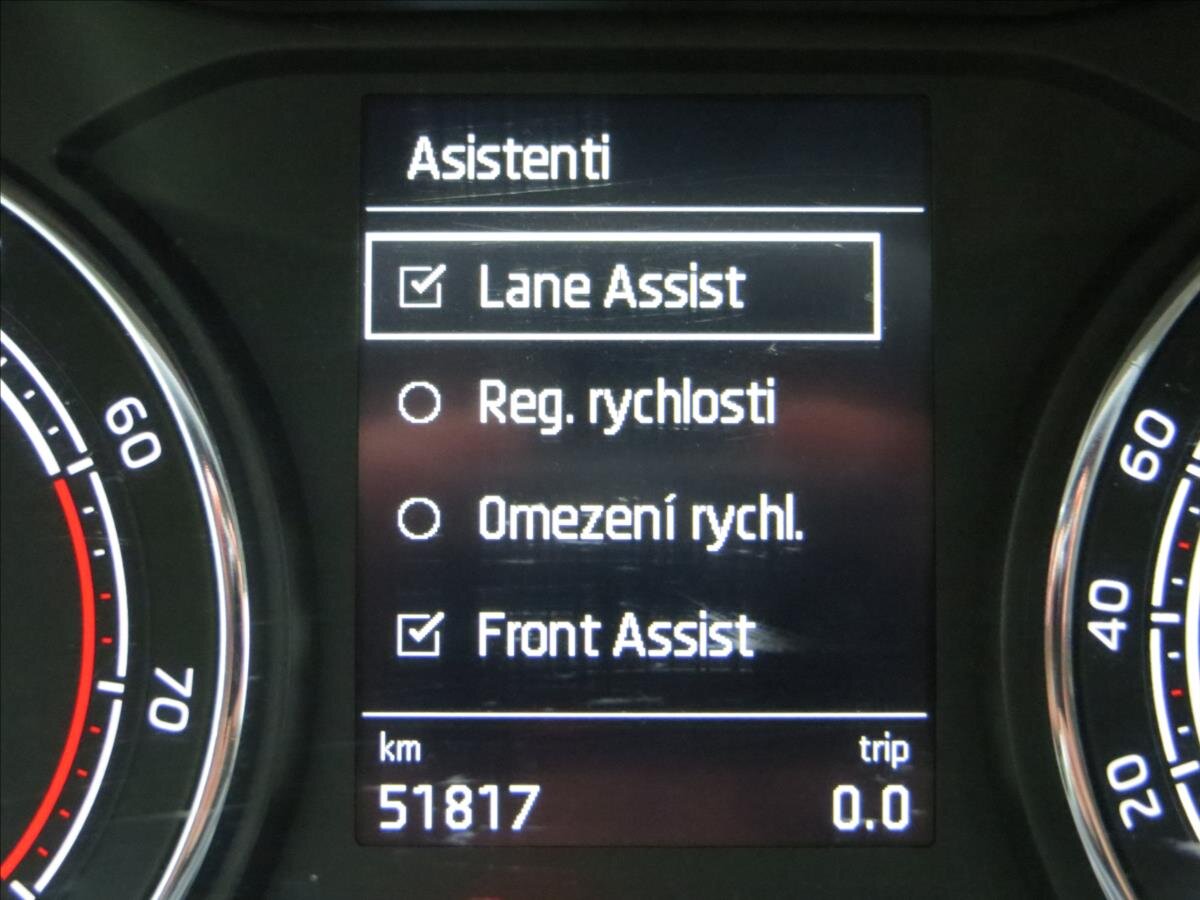 Asistenti
Lane Assist
Reg. rychlosti
Omezení rychl.
Front Assist
km trip
51817 0.0
60
70
60
40
20